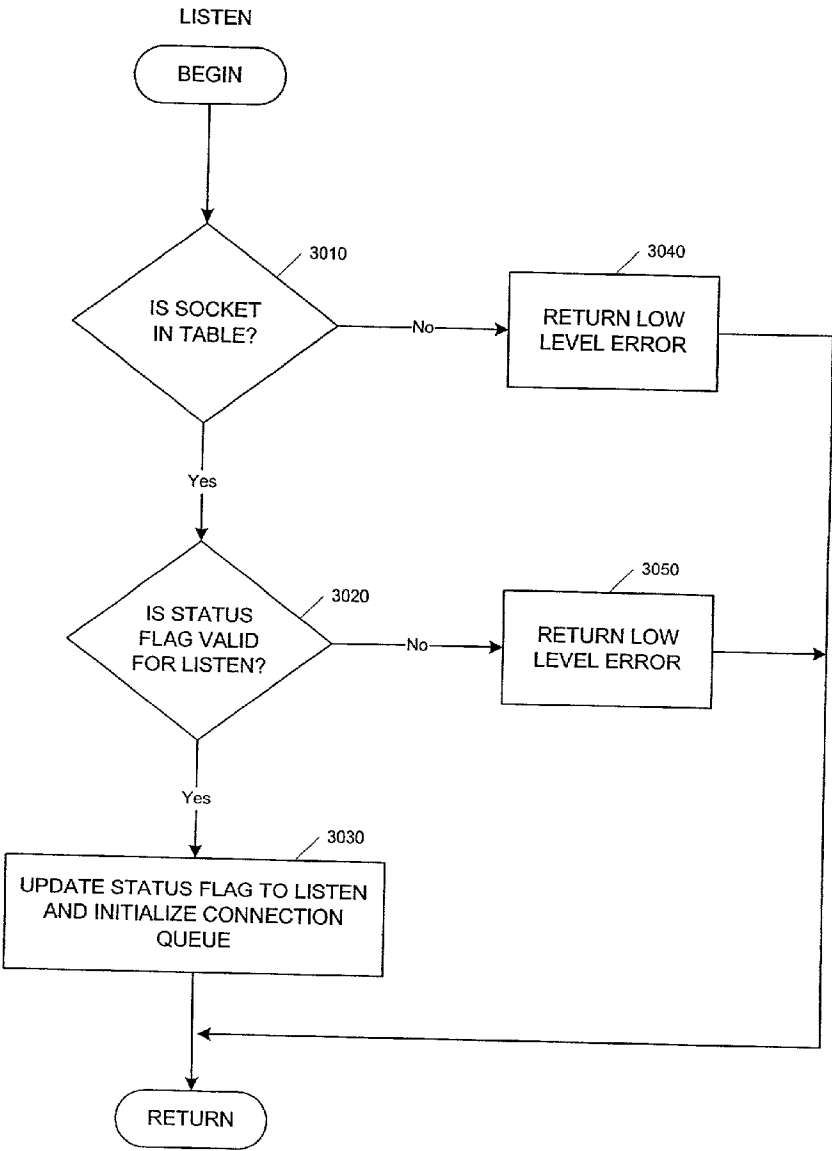 LISTEN
BEGIN
3010
IS SOCKET
IN TABLE?
No
3040
RETURN LOW
LEVEL ERROR
Yes
3020
IS STATUS
FLAG VALID
FOR LISTEN?
No
3050
RETURN LOW
LEVEL ERROR
Yes
3030
UPDATE STATUS FLAG TO LISTEN
AND INITIALIZE CONNECTION
QUEUE
RETURN